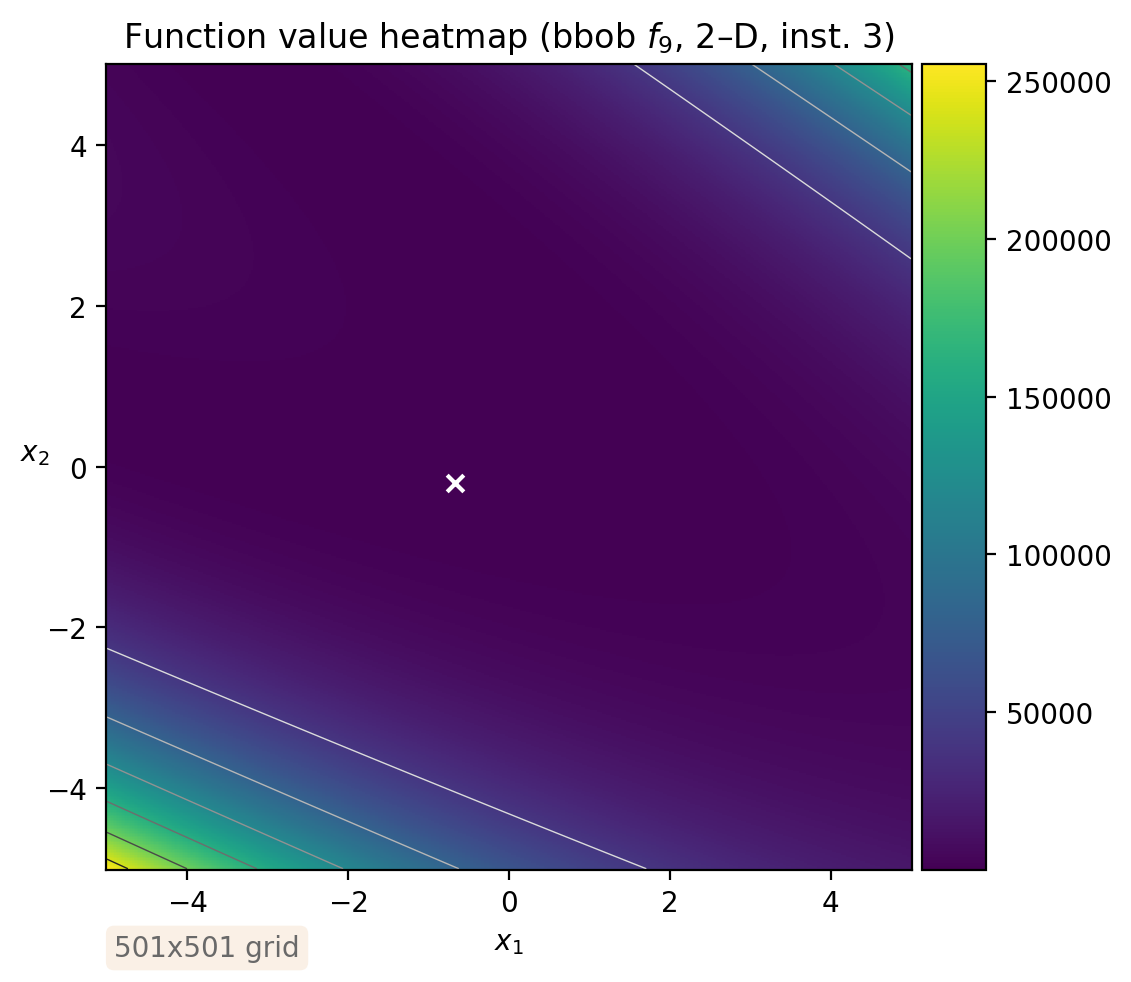 Function value heatmap (bbob f₉, 2–D, inst. 3)
4
2
0
−2
−4
x₂
−4 −2 0 2 4
x₁
250000
200000
150000
100000
50000
501x501 grid